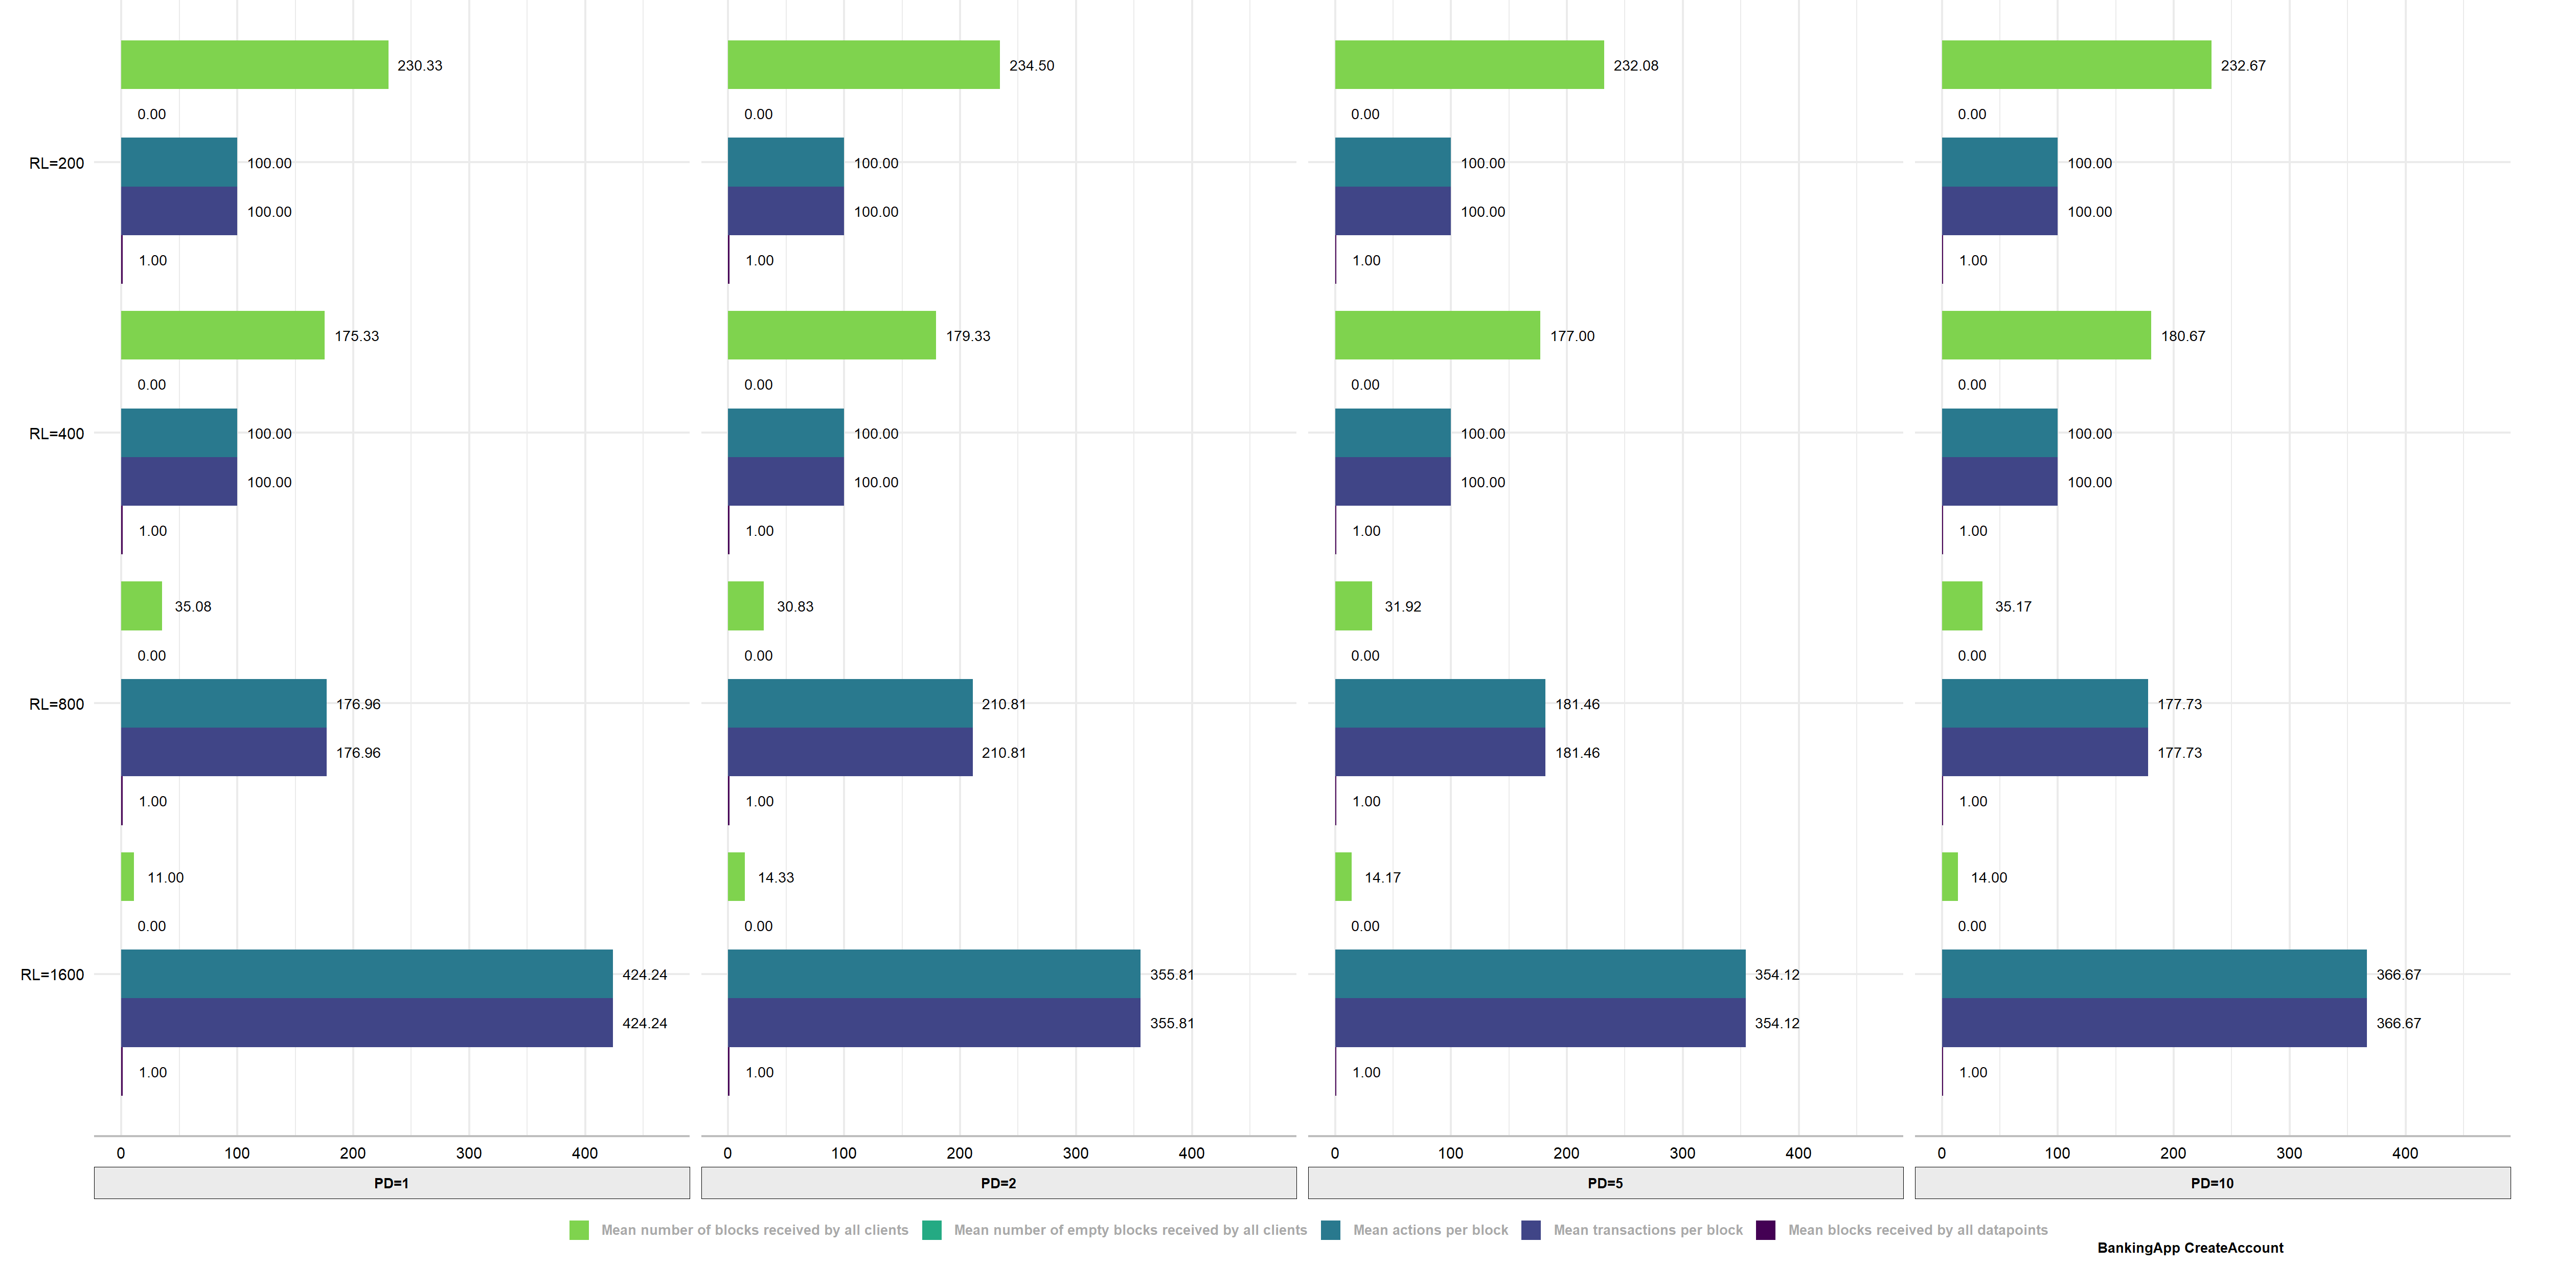 230.33 234.50 232.08 232.67
0.00 0.00 0.00 0.00
RL=200 100.00 100.00 100.00 100.00
100.00 100.00 100.00 100.00
1.00 1.00 1.00 1.00
175.33 179.33 177.00 180.67
0.00 0.00 0.00 0.00
RL=400 100.00 100.00 100.00 100.00
100.00 100.00 100.00 100.00
1.00 1.00 1.00 1.00
35.08 30.83 31.92 35.17
0.00 0.00 0.00 0.00
RL=800 176.96 210.81 181.46 177.73
176.96 210.81 181.46 177.73
1.00 1.00 1.00 1.00
11.00 14.33 14.17 14.00
0.00 0.00 0.00 0.00
RL=1600 424.24 355.81 354.12 366.67
424.24 355.81 354.12 366.67
1.00 1.00 1.00 1.00
0 100 200 300 400 0 100 200 300 400 0 100 200 300 400 0 100 200 300 400
PD=1 PD=2 PD=5 PD=10
Mean number of blocks received by all clients Mean number of empty blocks received by all clients Mean actions per block Mean transactions per block Mean blocks received by all datapoints
BankingApp CreateAccount